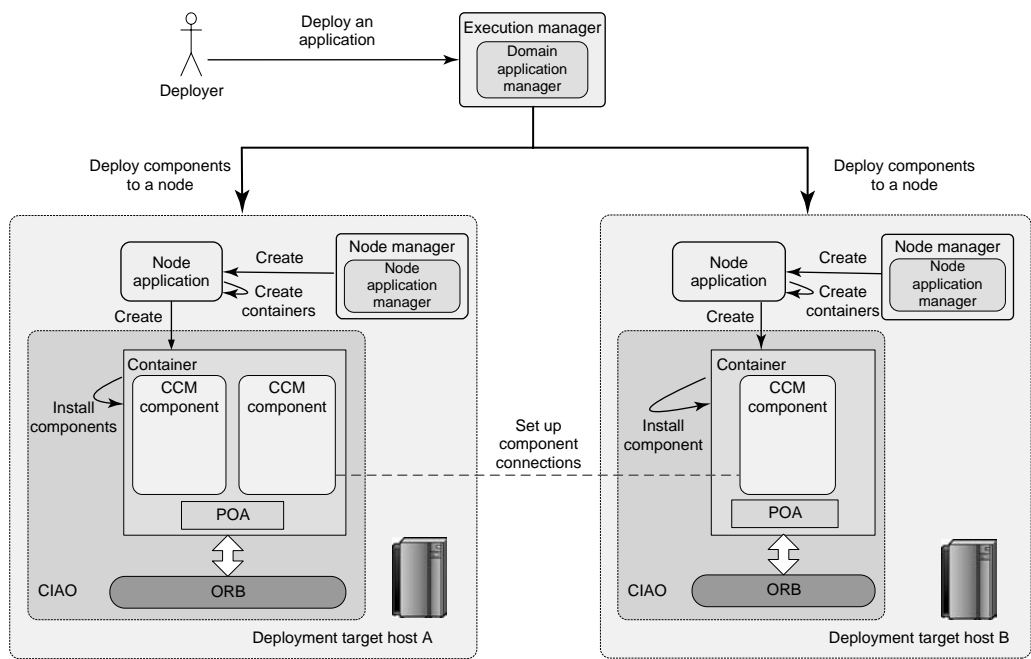 Deploy an
application
Execution manager
Domain
application
manager
Deployer
Deploy components
to a node
Deploy components
to a node
Node
application
Create
Node manager
Node
application
manager
Create
containers
Create
Container
CCM
component
CCM
component
Install
components
POA
CIAO
ORB
Deployment target host A
Set up
component
connections
Node
application
Create
Node manager
Node
application
manager
Create
containers
Create
Container
CCM
component
Install
component
POA
CIAO
ORB
Deployment target host B